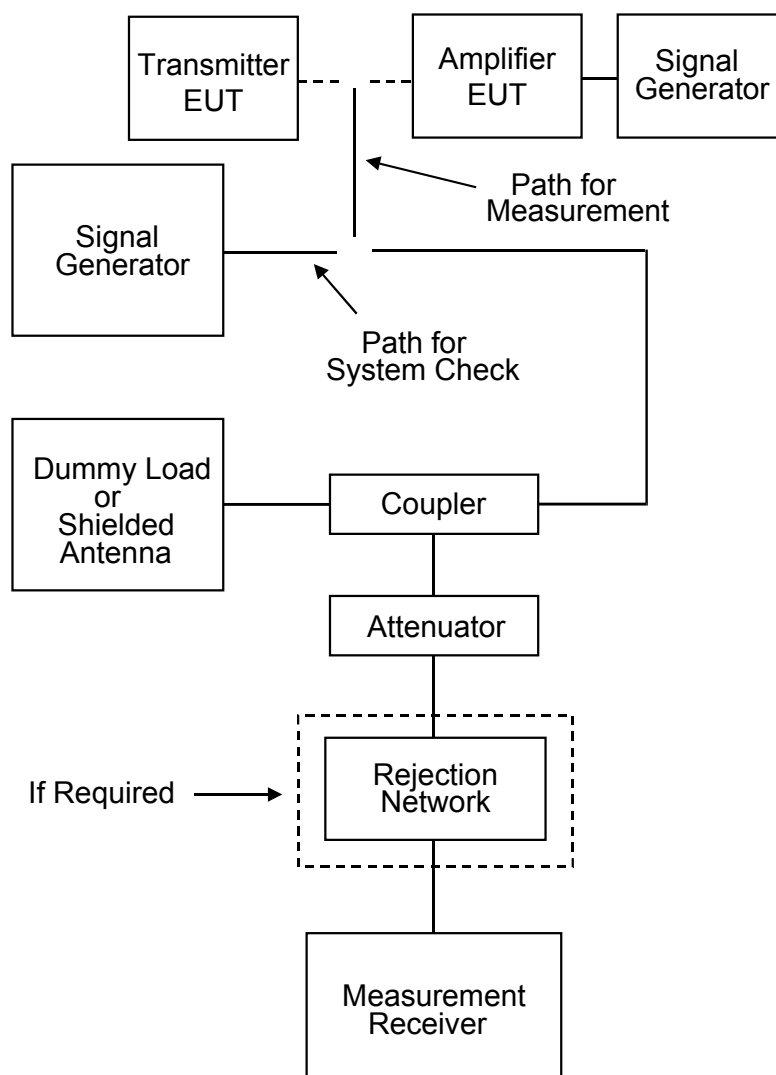 Transmitter
EUT
Amplifier
EUT
Signal
Generator
Path for
Measurement
Signal
Generator
Path for
System Check
Dummy Load
or
Shielded
Antenna
Coupler
Attenuator
If Required
Rejection
Network
Measurement
Receiver